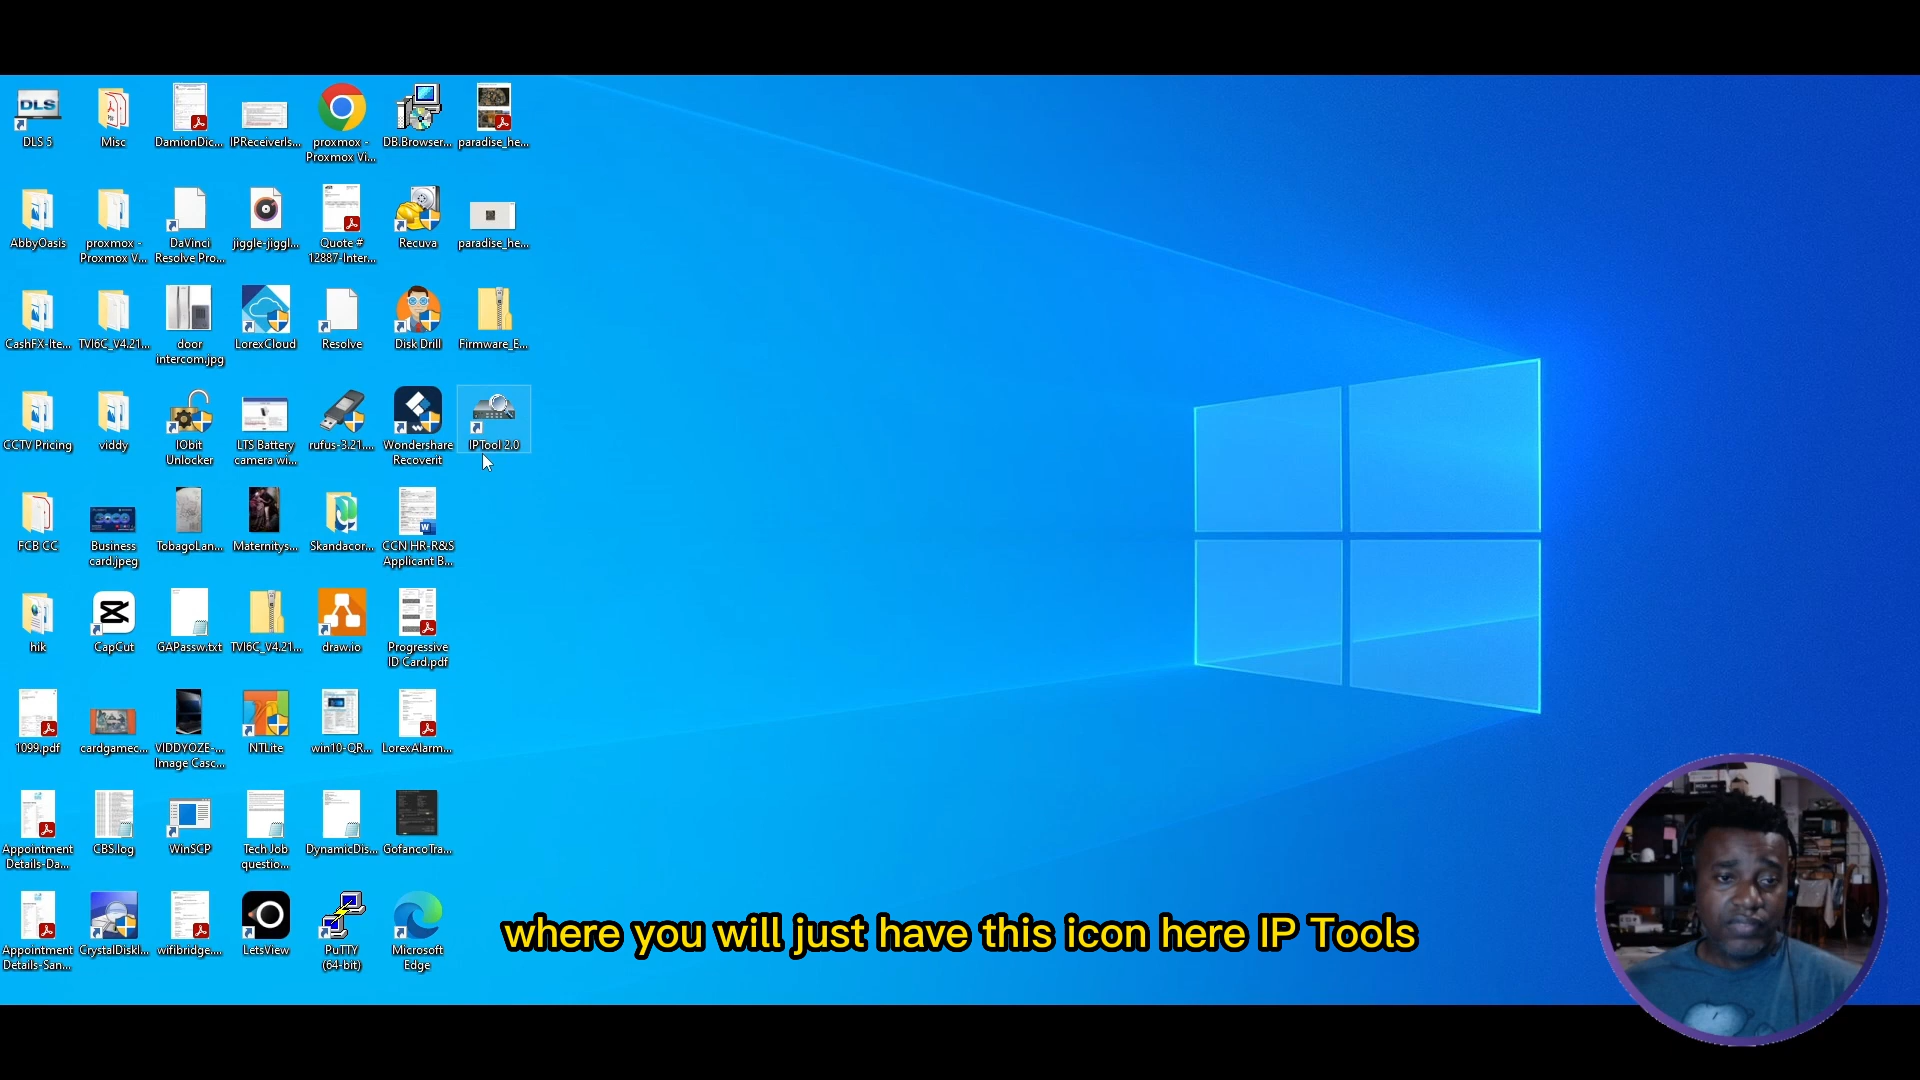 DLS 5
Misc
DamionDic...
IPReceiverIs...
proxmox -
Proxmox Vi...
DB.Browser...
paradise_he...
AbbyOasis
proxmox -
Proxmox V...
DaVinci
Resolve Pro...
jiggle-jiggl...
Quote #
12887-Inter...
Recuva
paradise_he...
CashFX-Ite...
TVI6C_V4.21...
door
intercom.jpg
LorexCloud
Resolve
Disk Drill
Firmware_E...
CCTV Pricing
viddy
IObit
Unlocker
LTS Battery
camera wi...
rufus-3.21....
Wondershare
Recoverit
IPTool 2.0
FCB CC
Business
card.jpeg
TobagoLan...
Maternitys...
Skandacor...
CCN HR-R&S
Applicant B...
hik
CapCut
GAPassw.txt
TVI6C_V4.21...
draw.io
Progressive
ID Card.pdf
1099.pdf
cardgamec...
VIDDYOZE-...
Image Casc...
NTLite
win10-QR...
LorexAlarm...
Appointment
Details-Da...
CBS.log
WinSCP
Tech Job
questio...
DynamicDis...
GofancoTra...
Appointment
Details-San...
CrystalDiskI...
wifibridge....
LetsView
PuTTY
(64-bit)
Microsoft
Edge
where you will just have this icon here IP Tools